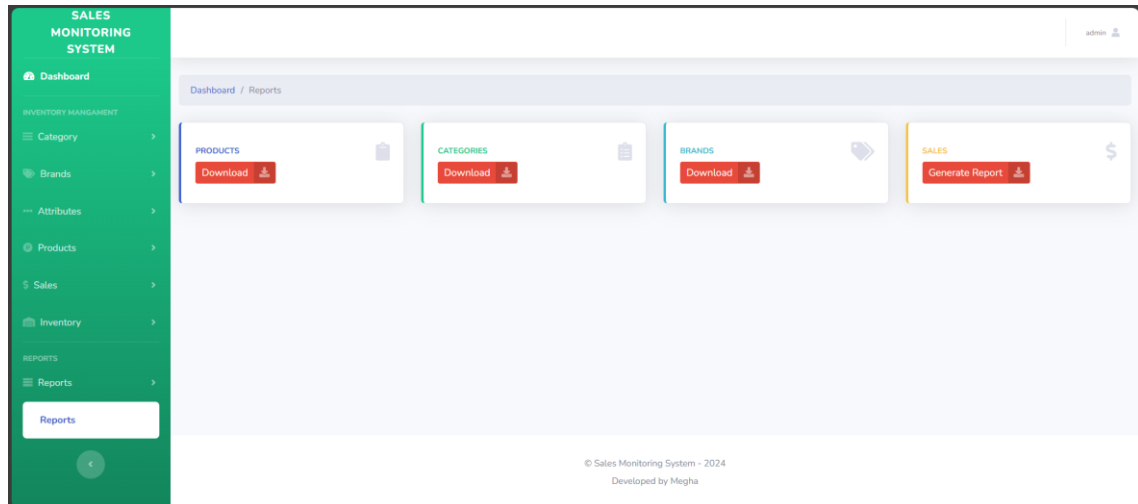 SALES
MONITORING
SYSTEM
Dashboard
INVENTORY MANGAMENT
Category
Brands
Attributes
Products
$ Sales
Inventory
REPORTS
Reports
Reports
admin
Dashboard / Reports
PRODUCTS
Download
CATEGORIES
Download
BRANDS
Download
SALES
$
Generate Report
© Sales Monitoring System - 2024
Developed by Megha